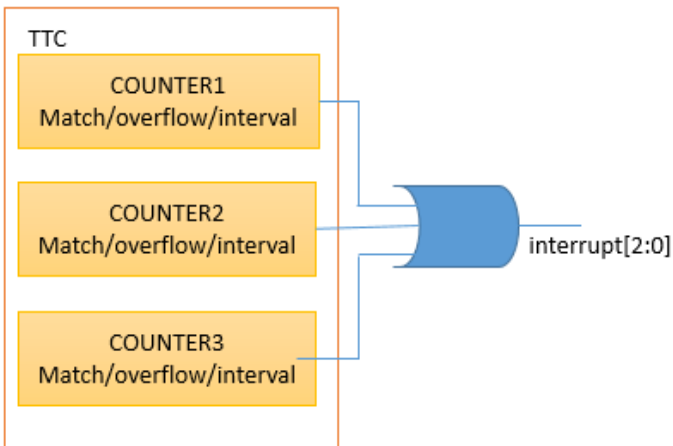 TTC
COUNTER1
Match/overflow/interval
COUNTER2
Match/overflow/interval
interrupt[2:0]
COUNTER3
Match/overflow/interval